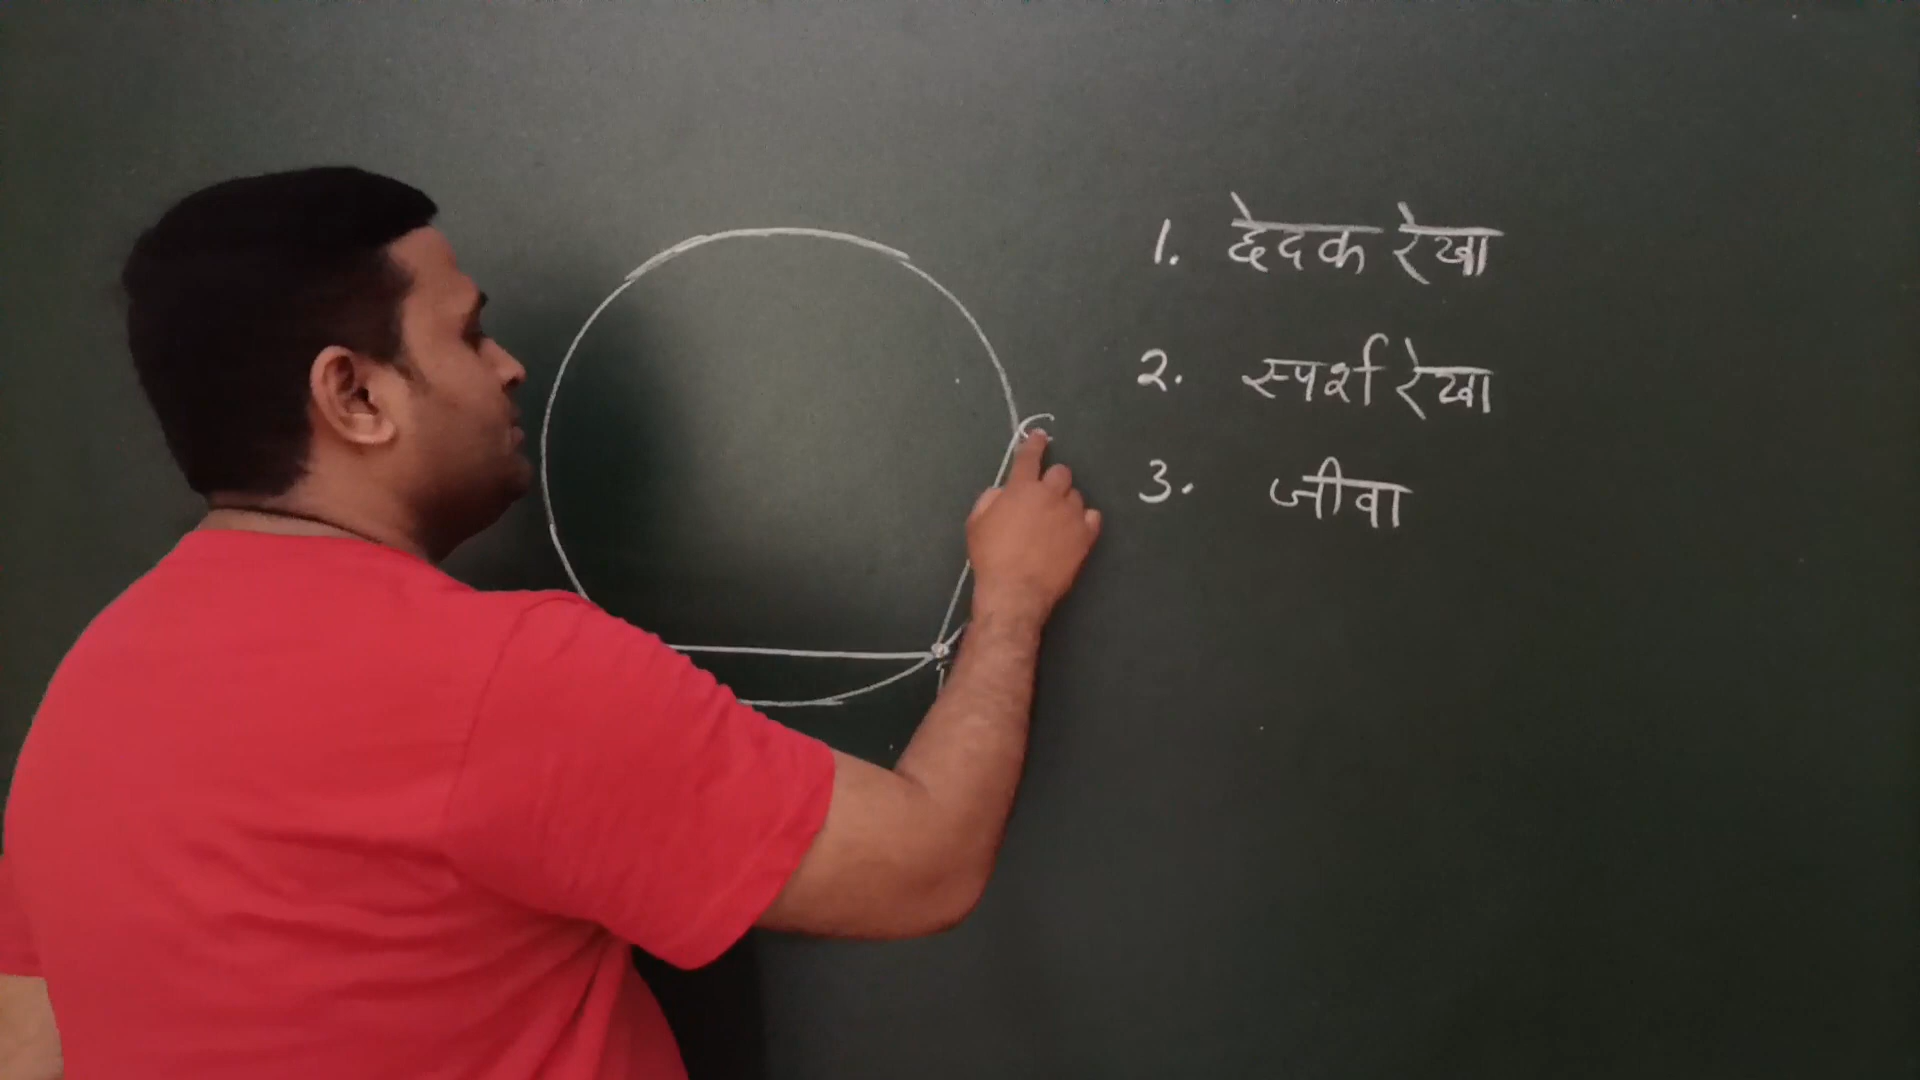 1. छेदक रेखा
2. स्पर्श रेखा
3. जीवा